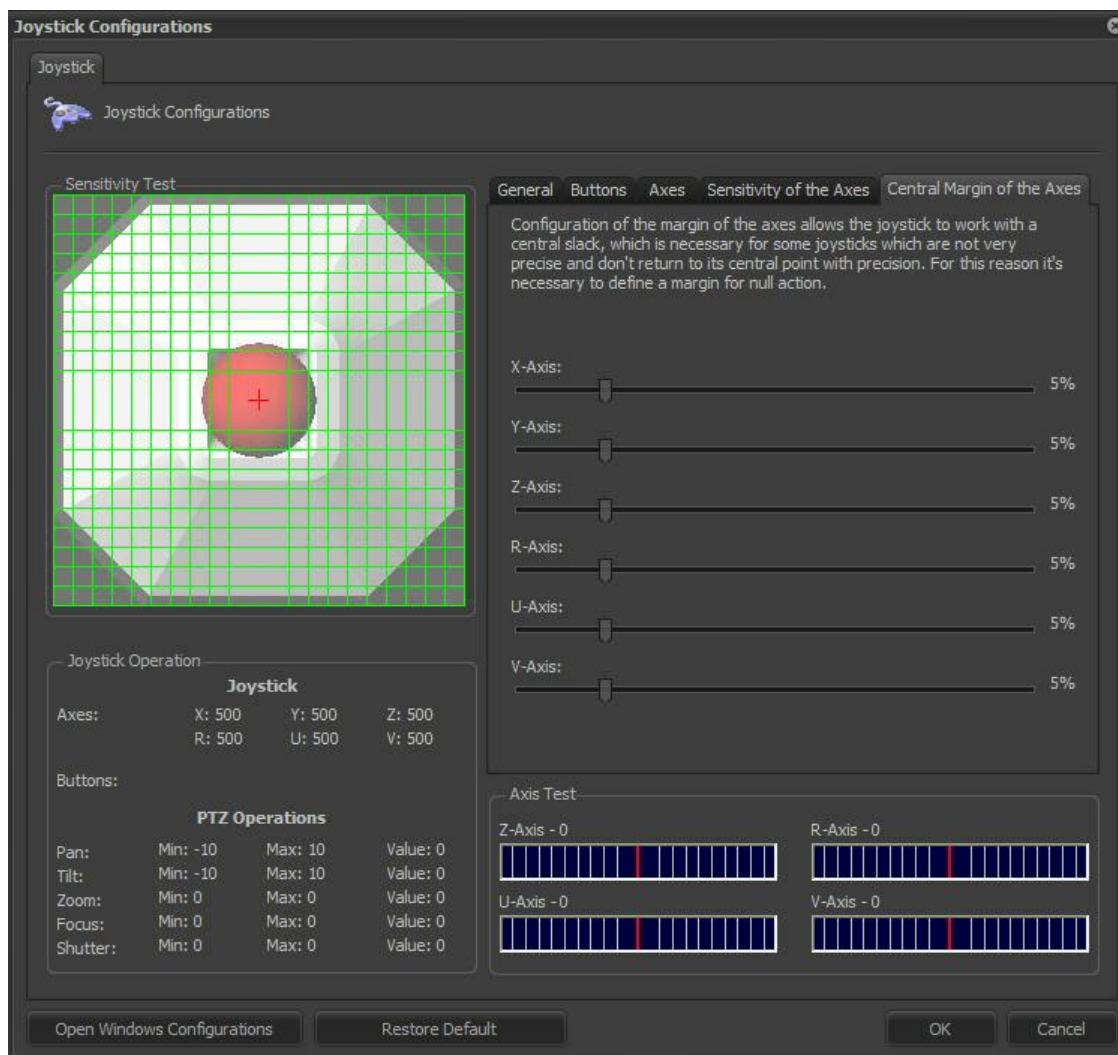 Joystick Configurations
Joystick
Joystick Configurations
Sensitivity Test
General Buttons Axes Sensitivity of the Axes Central Margin of the Axes
Configuration of the margin of the axes allows the joystick to work with a
central slack, which is necessary for some joysticks which are not very
precise and don't return to its central point with precision. For this reason it's
necessary to define a margin for null action.
X-Axis:
5%
Y-Axis:
5%
Z-Axis:
5%
R-Axis:
5%
U-Axis:
5%
V-Axis:
5%
Joystick Operation
Joystick
Axes: X: 500 Y: 500 Z: 500
R: 500 U: 500 V: 500
Buttons:
PTZ Operations
Pan: Min: -10 Max: 10 Value: 0
Tilt: Min: -10 Max: 10 Value: 0
Zoom: Min: 0 Max: 0 Value: 0
Focus: Min: 0 Max: 0 Value: 0
Shutter: Min: 0 Max: 0 Value: 0
Axis Test
Z-Axis - 0 R-Axis - 0
U-Axis - 0 V-Axis - 0
Open Windows Configurations Restore Default OK Cancel